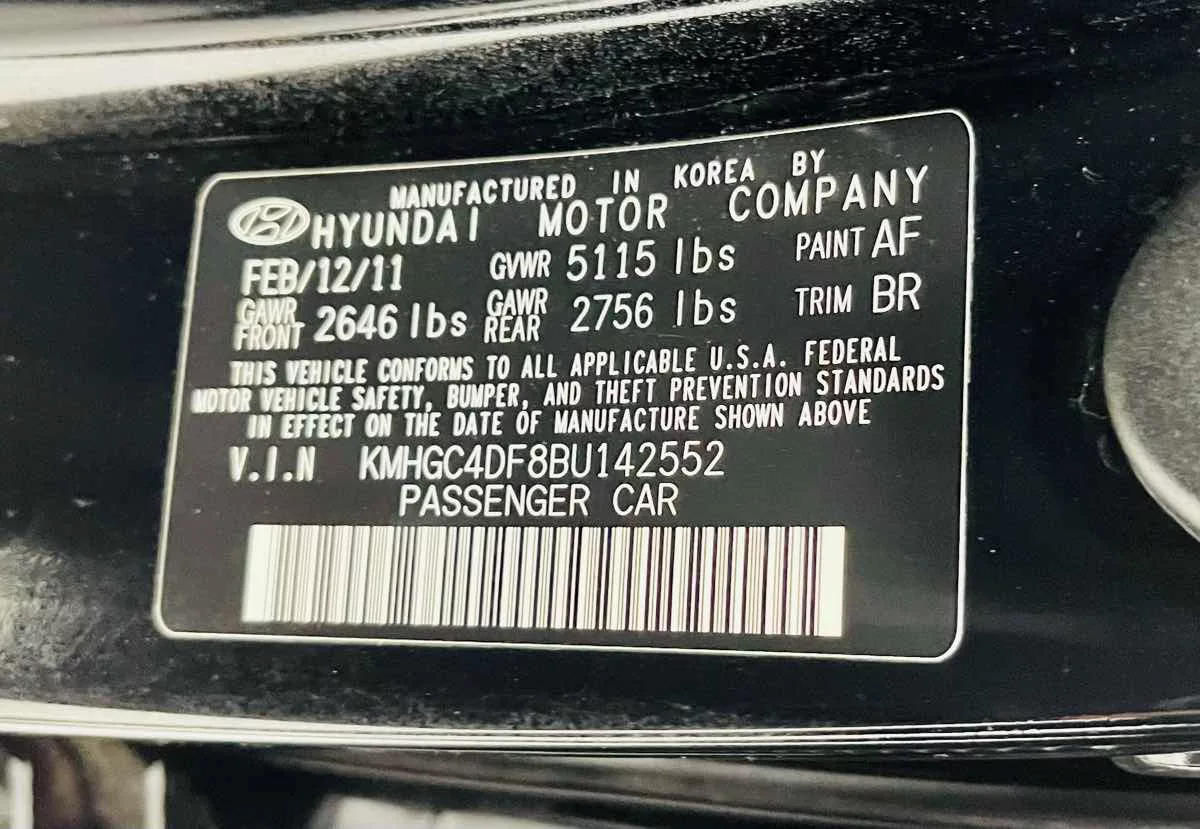 MANUFACTURED IN KOREA BY
HYUNDAI MOTOR COMPANY
FEB/12/11 GVWR 5115 lbs PAINT AF
GAWR FRONT 2646 lbs GAWR REAR 2756 lbs TRIM BR
THIS VEHICLE CONFORMS TO ALL APPLICABLE U.S.A. FEDERAL
MOTOR VEHICLE SAFETY, BUMPER, AND THEFT PREVENTION STANDARDS
IN EFFECT ON THE DATE OF MANUFACTURE SHOWN ABOVE
V.I.N KMHGC4DF8BU142552
PASSENGER CAR